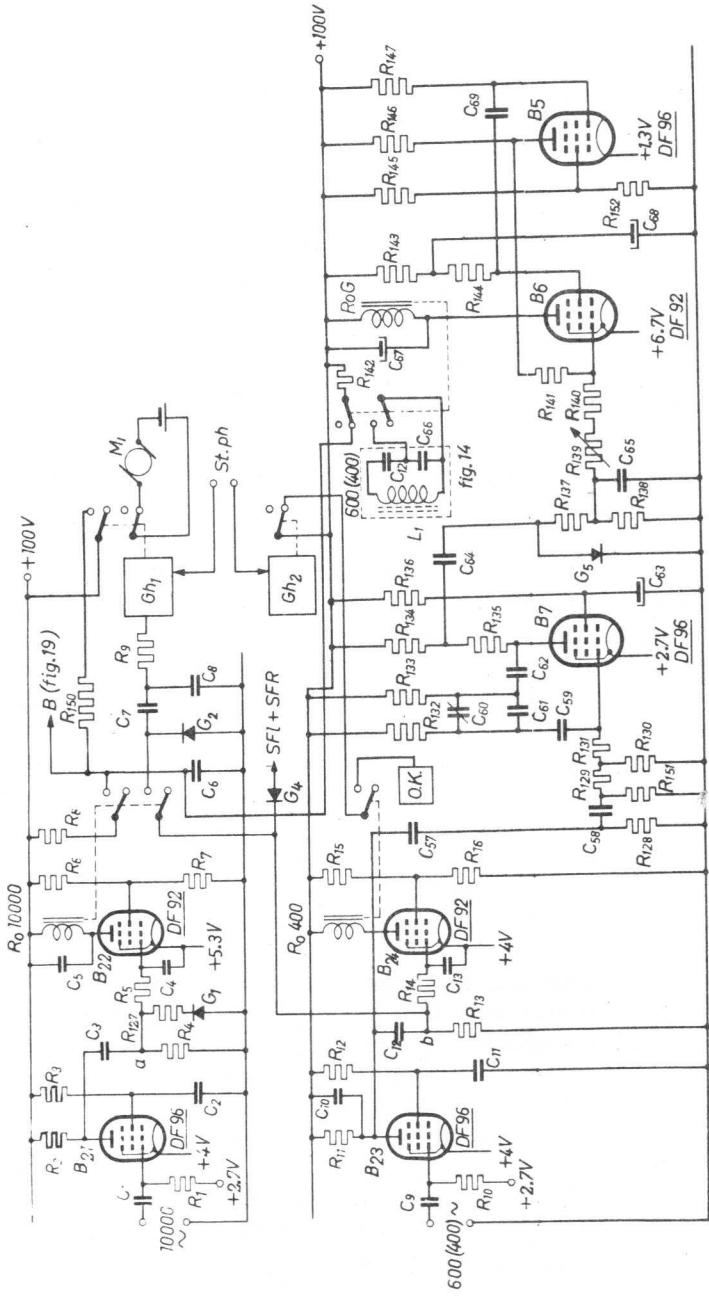 +100V
R₀ 10000
C5
R6
R8
R7
R2
R3
B21
DF96
+4V
C2
R1
+2.7V
10000
~
C3
a
R127
R4
G1
R5
C4
B22
DF92
+5.3V
B (fig.19)
R150
C6
G2
C7
C8
R9
Gh1
M1
St.ph
Gh2
G4
SFl + SFR
+100V
R₀ 400
R15
R16
R11
C10
R12
B23
DF96
+4V
C11
C9
R10
+2.7V
600 (400) ~
C12
b
R13
R14
C13
B24
DF92
+4V
C57
O.K.
C58
R128
R129
R151
R131
R130
R132
R133
C60
C61
C59
C62
R134
R135
R136
B7
+2.7V
DF96
C63
C64
G5
R137
R138
C65
R139
R140
R141
600 (400)
L1
C12
C66
fig.14
R142
C67
RoG
R143
R144
B6
+6.7V
DF92
C68
R152
R145
R146
R147
C69
B5
+1.3V
DF96